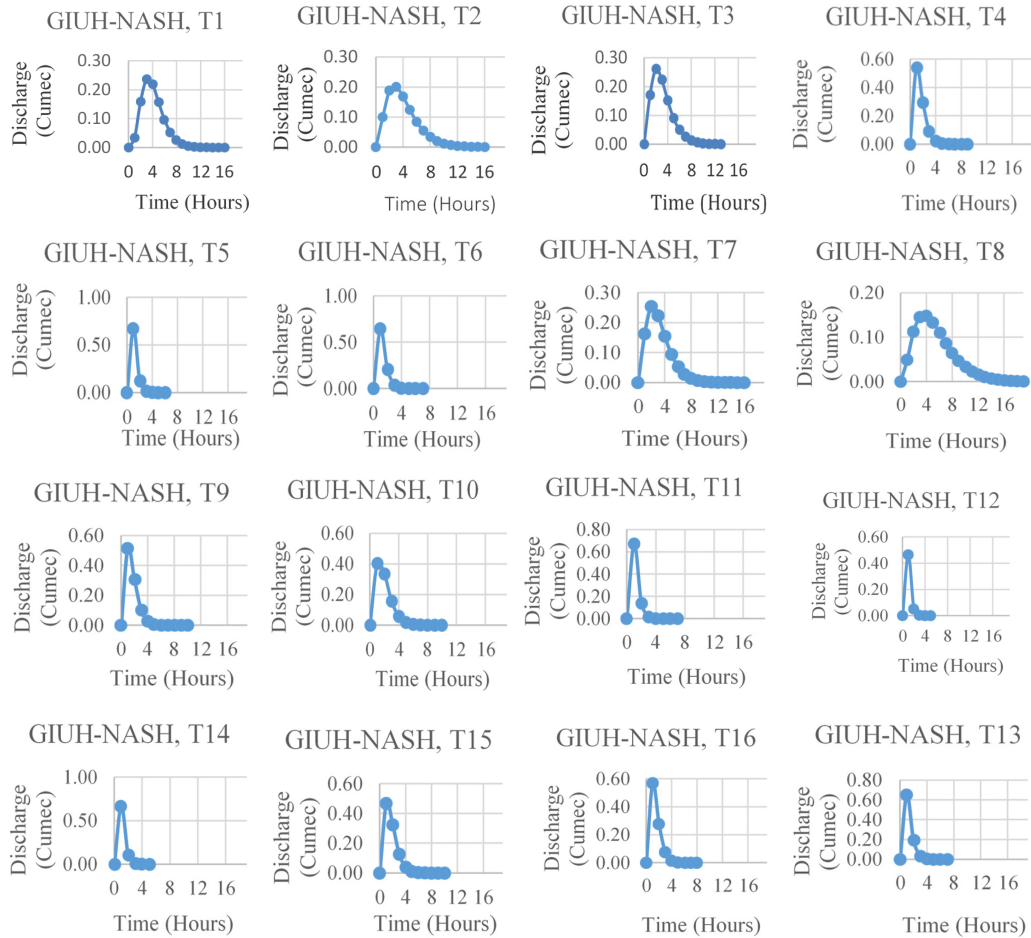 GIUH-NASH, T1
Discharge
(Cumec)
0.30
0.20
0.10
0.00
0 4 8 12 16
Time (Hours)
GIUH-NASH, T2
Discharge
(Cumec)
0.30
0.20
0.10
0.00
0 4 8 12 16
Time (Hours)
GIUH-NASH, T3
Discharge
(Cumec)
0.30
0.20
0.10
0.00
0 4 8 12 16
Time (Hours)
GIUH-NASH, T4
Discharge
(Cumec)
0.60
0.40
0.20
0.00
0 4 8 12 16
Time (Hours)
GIUH-NASH, T5
Discharge
(Cumec)
1.00
0.50
0.00
0 4 8 12 16
Time (Hours)
GIUH-NASH, T6
Discharge
(Cumec)
1.00
0.50
0.00
0 4 8 12 16
Time (Hours)
GIUH-NASH, T7
Discharge
(Cumec)
0.30
0.20
0.10
0.00
0 4 8 12 16
Time (Hours)
GIUH-NASH, T8
Discharge
(Cumec)
0.20
0.10
0.00
0 4 8 12 16
Time (Hours)
GIUH-NASH, T9
Discharge
(Cumec)
0.60
0.40
0.20
0.00
0 4 8 12 16
Time (Hours)
GIUH-NASH, T10
Discharge
(Cumec)
0.60
0.40
0.20
0.00
0 4 8 12 16
Time (Hours)
GIUH-NASH, T11
Discharge
(Cumec)
0.80
0.60
0.40
0.20
0.00
0 4 8 12 16
Time (Hours)
GIUH-NASH, T12
Discharge
(Cumec)
0.60
0.40
0.20
0.00
0 4 8 12 16
Time (Hours)
GIUH-NASH, T14
Discharge
(Cumec)
1.00
0.50
0.00
0 4 8 12 16
Time (Hours)
GIUH-NASH, T15
Discharge
(Cumec)
0.60
0.40
0.20
0.00
0 4 8 12 16
Time (Hours)
GIUH-NASH, T16
Discharge
(Cumec)
0.60
0.40
0.20
0.00
0 4 8 12 16
Time (Hours)
GIUH-NASH, T13
Discharge
(Cumec)
0.80
0.60
0.40
0.20
0.00
0 4 8 12 16
Time (Hours)